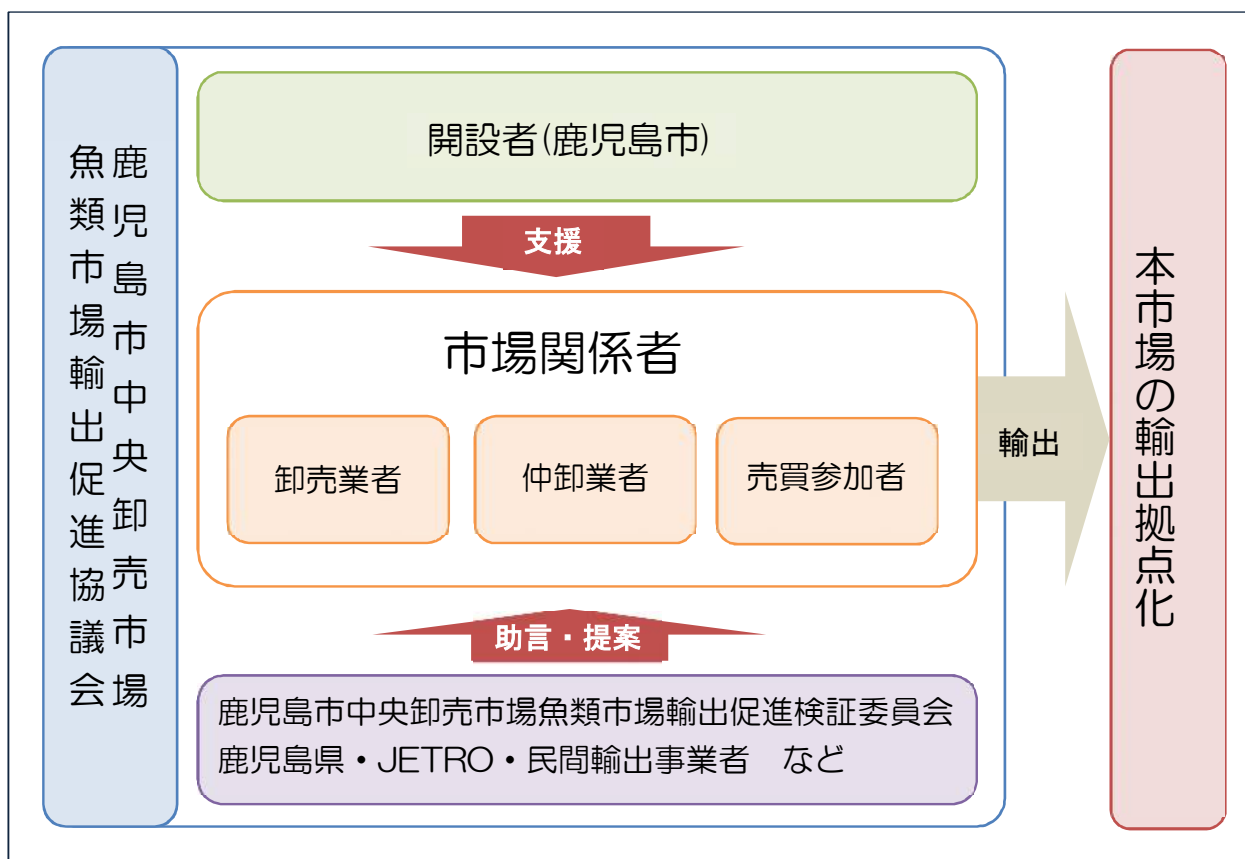 鹿児島市中央卸売市場
魚類市場輸出促進協議会
開設者(鹿児島市)
支援
市場関係者
卸売業者
仲卸業者
売買参加者
助言・提案
鹿児島市中央卸売市場魚類市場輸出促進検証委員会
鹿児島県・JETRO・民間輸出事業者　など
輸出
本市場の輸出拠点化